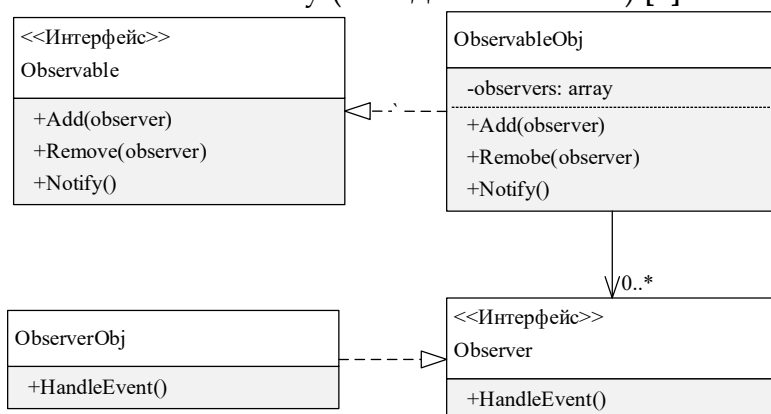 <<Интерфейс>>
Observable
+Add(observer)
+Remove(observer)
+Notify()
ObservableObj
-observers: array
+Add(observer)
+Remobe(observer)
+Notify()
0..*
ObserverObj
+HandleEvent()
<<Интерфейс>>
Observer
+HandleEvent()